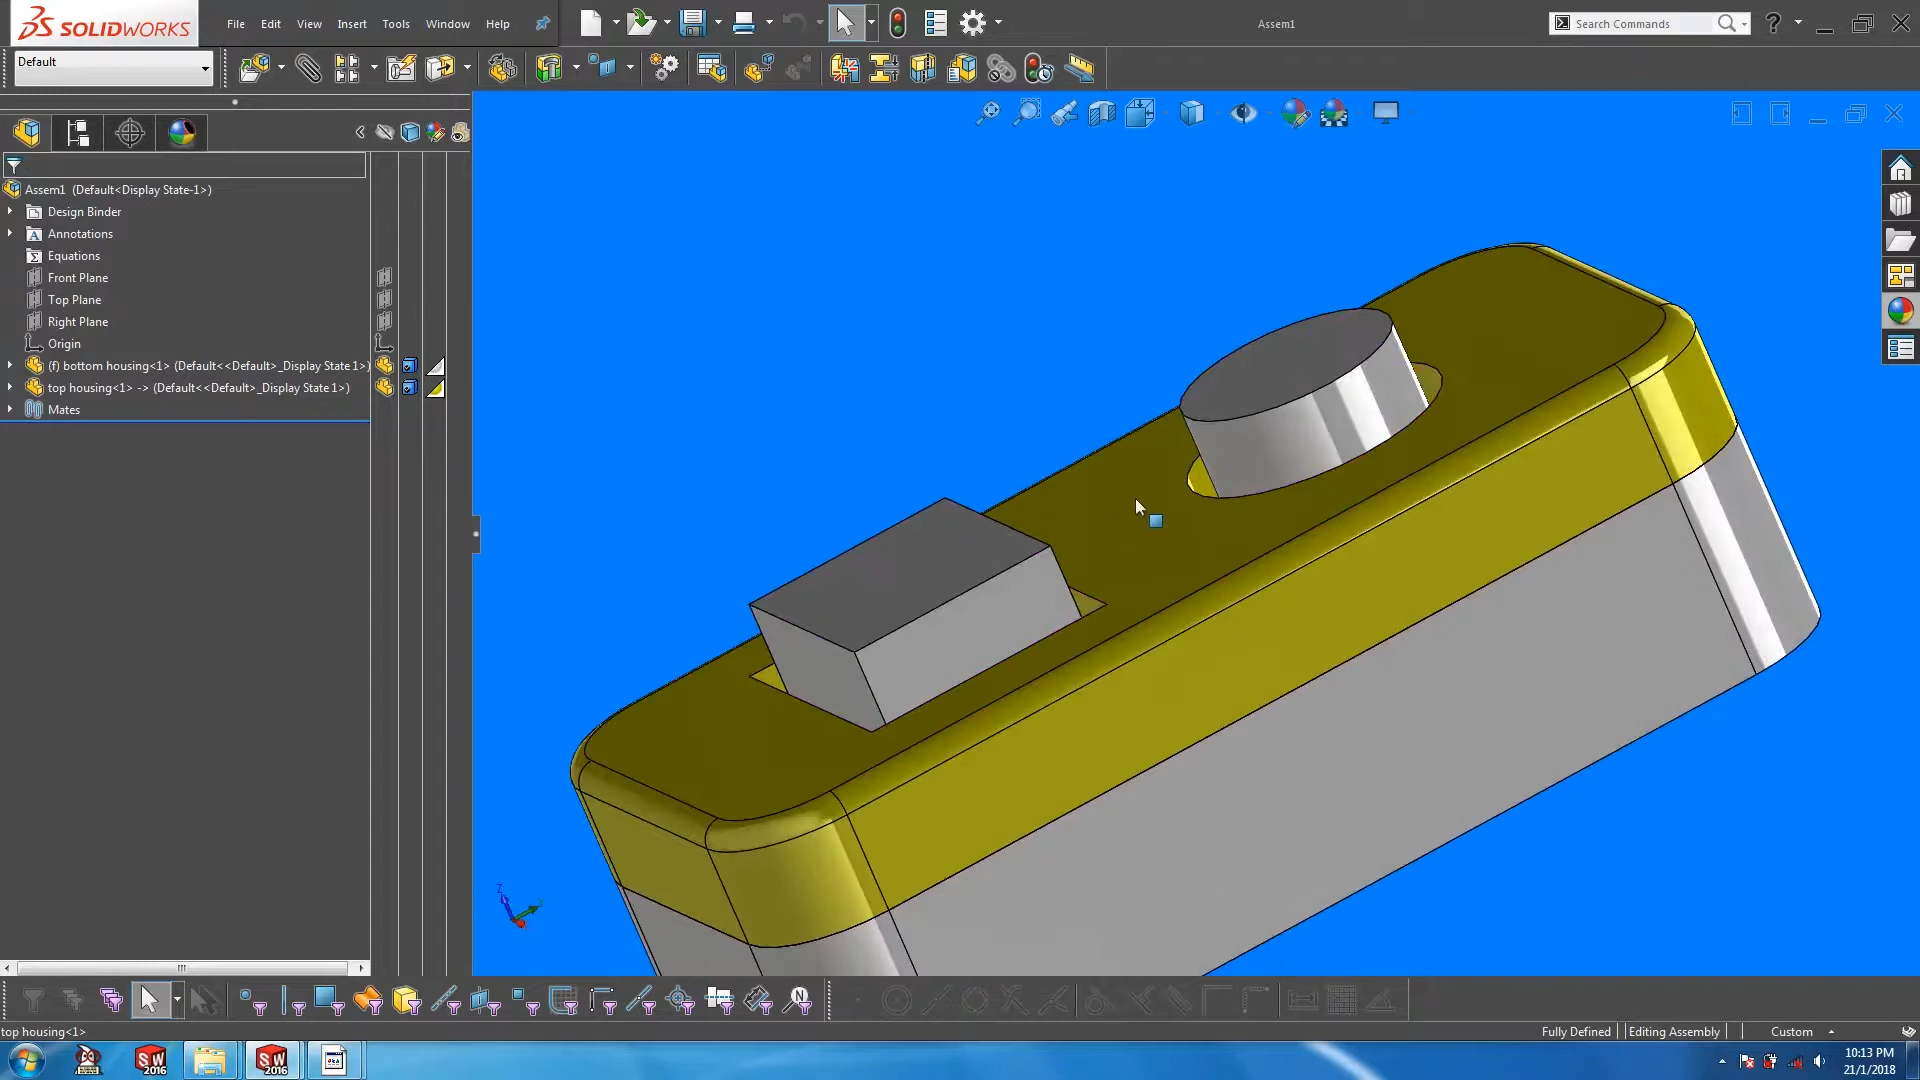 SOLIDWORKS File Edit View Insert Tools Window Help Assem1 Search Commands ?
Default
Assem1 (Default<Display State-1>)
Design Binder
A Annotations
Σ Equations
Front Plane
Top Plane
Right Plane
Origin
(f) bottom housing<1> (Default<<Default>_Display State 1>)
top housing<1> -> (Default<<Default>_Display State 1>)
Mates
Z
N
top housing<1> Fully Defined Editing Assembly Custom
SW 2016 SW 2016
10:13 PM
21/1/2018